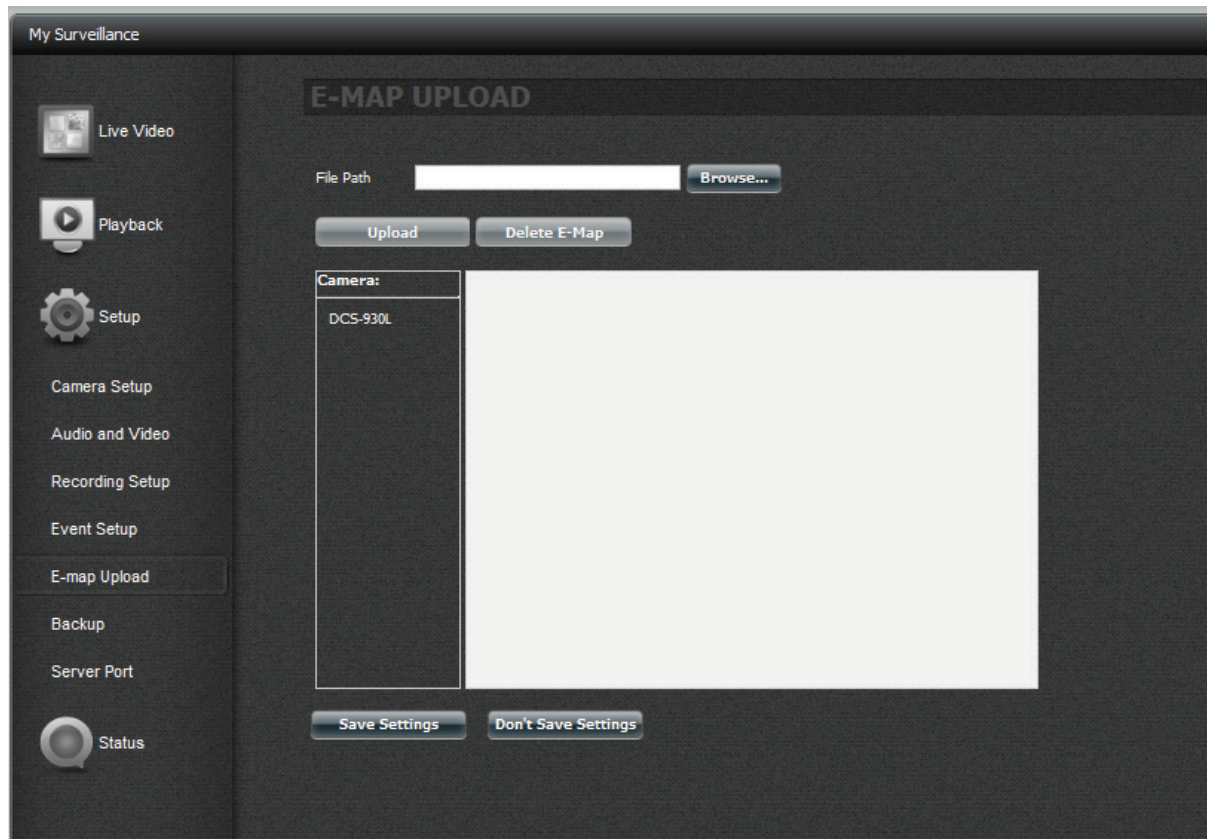 My Surveillance
Live Video
Playback
Setup
Camera Setup
Audio and Video
Recording Setup
Event Setup
E-map Upload
Backup
Server Port
Status
E-MAP UPLOAD
File Path
Browse...
Upload
Delete E-Map
Camera:
DCS-930L
Save Settings
Don't Save Settings